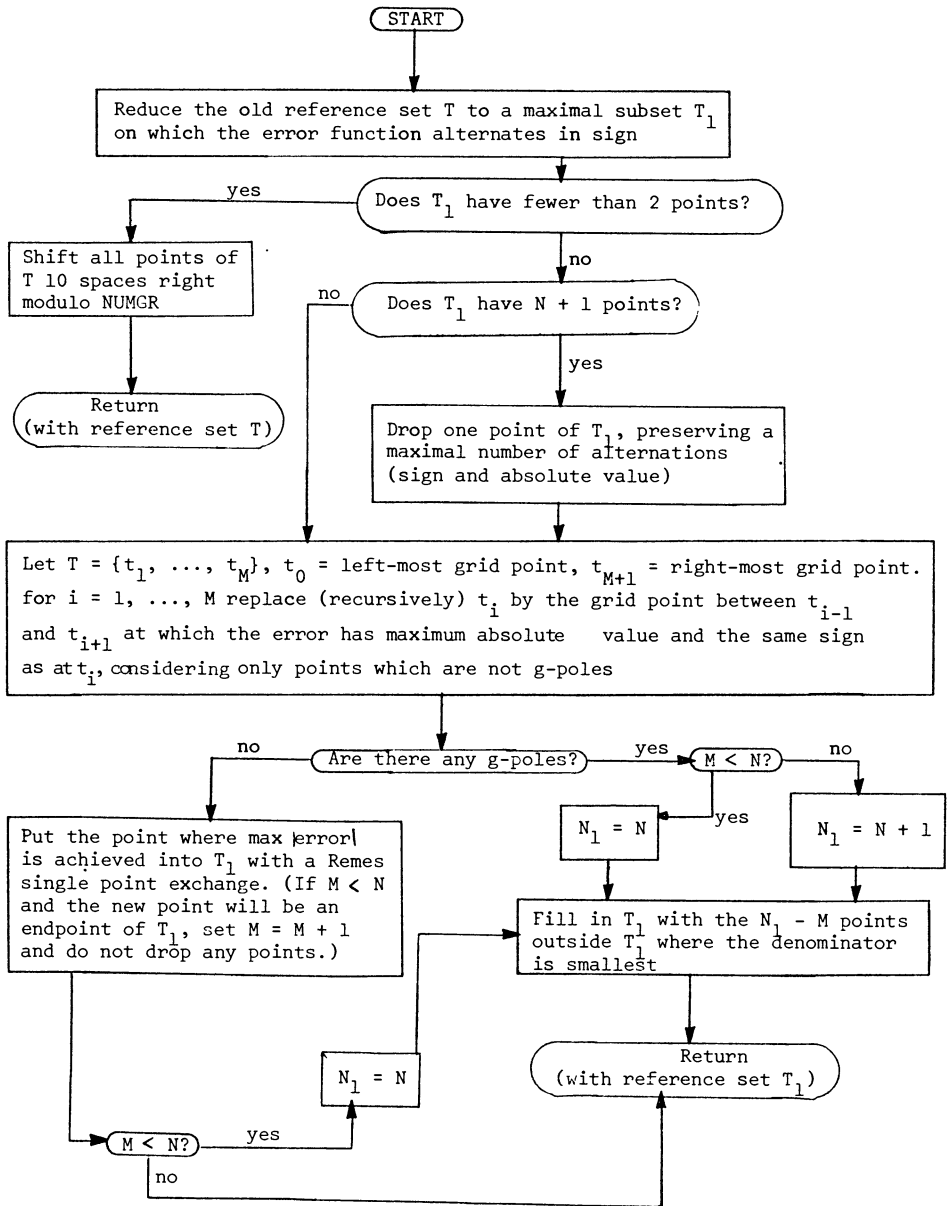 START
Reduce the old reference set T to a maximal subset T1
on which the error function alternates in sign
yes
Does T1 have fewer than 2 points?
Shift all points of
T 10 spaces right
modulo NUMGR
no
no
Does T1 have N + 1 points?
yes
Return
(with reference set T)
Drop one point of T1, preserving a
maximal number of alternations
(sign and absolute value)
Let T = {t1, ..., tM}, t0 = left-most grid point, tM+1 = right-most grid point.
for i = 1, ..., M replace (recursively) ti by the grid point between ti-1
and ti+1 at which the error has maximum absolute value and the same sign
as at ti, considering only points which are not g-poles
no
Are there any g-poles?
yes
M < N?
no
yes
N1 = N
N1 = N + 1
Put the point where max |error|
is achieved into T1 with a Remes
single point exchange. (If M < N
and the new point will be an
endpoint of T1, set M = M + 1
and do not drop any points.)
Fill in T1 with the N1 - M points
outside T1 where the denominator
is smallest
N1 = N
Return
(with reference set T1)
M < N?
yes
no